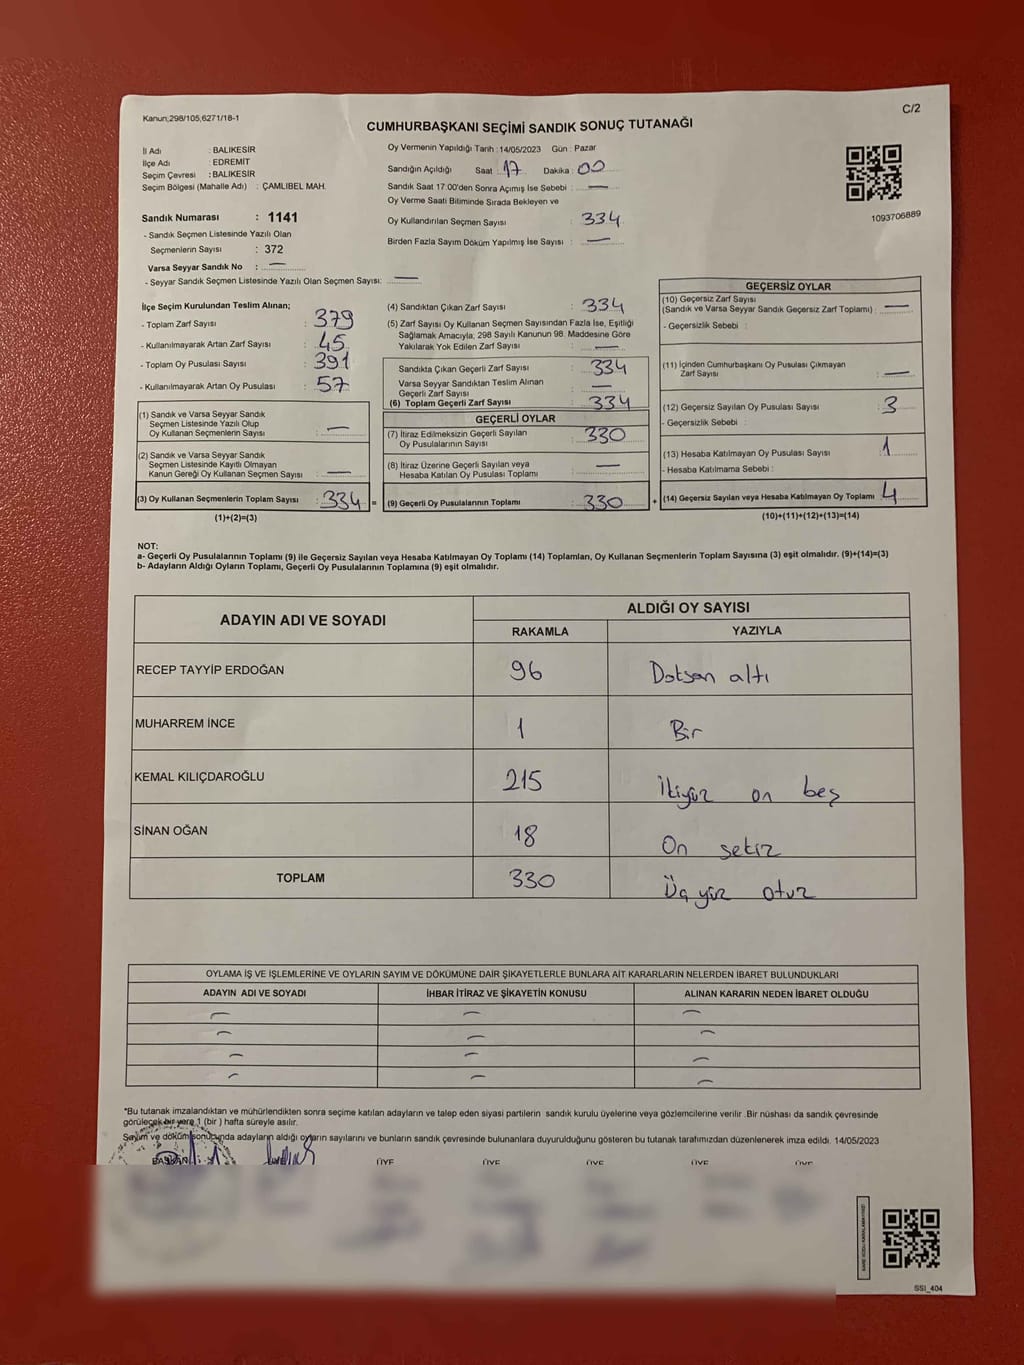 Kanun;298/105,6271/18-1
C/2
CUMHURBAŞKANI SEÇİMİ SANDIK SONUÇ TUTANAĞI
İl Adı : BALIKESİR
İlçe Adı : EDREMİT
Seçim Çevresi : BALIKESİR
Seçim Bölgesi (Mahalle Adı) : ÇAMLIBEL MAH.
Sandık Numarası : 1141
- Sandık Seçmen Listesinde Yazılı Olan
Seçmenlerin Sayısı : 372
Varsa Seyyar Sandık No : —
- Seyyar Sandık Seçmen Listesinde Yazılı Olan Seçmen Sayısı: —
Oy Vermenin Yapıldığı Tarih : 14/05/2023 Gün : Pazar
Sandığın Açıldığı Saat : 17 Dakika : 00
Sandık Saat 17:00'den Sonra Açımış İse Sebebi : —
Oy Verme Saati Bitiminde Sırada Bekleyen ve
Oy Kullandırılan Seçmen Sayısı : 334
Birden Fazla Sayım Döküm Yapılmış İse Sayısı : —
1093706889
İlçe Seçim Kurulundan Teslim Alınan;
- Toplam Zarf Sayısı : 379
- Kullanılmayarak Artan Zarf Sayısı : 45
- Toplam Oy Pusulası Sayısı : 391
- Kullanılmayarak Artan Oy Pusulası : 57
(1) Sandık ve Varsa Seyyar Sandık
Seçmen Listesinde Yazılı Olup
Oy Kullanan Seçmenlerin Sayısı : —
(2) Sandık ve Varsa Seyyar Sandık
Seçmen Listesinde Kayıtlı Olmayan
Kanun Gereği Oy Kullanan Seçmen Sayısı : —
(3) Oy Kullanan Seçmenlerin Toplam Sayısı : 334 =
(1)+(2)=(3)
(4) Sandıktan Çıkan Zarf Sayısı : 334
(5) Zarf Sayısı Oy Kullanan Seçmen Sayısından Fazla İse, Eşitliği
Sağlamak Amacıyla, 298 Sayılı Kanunun 98. Maddesine Göre
Yakılarak Yok Edilen Zarf Sayısı : —
Sandıkta Çıkan Geçerli Zarf Sayısı : 334
Varsa Seyyar Sandıktan Teslim Alınan
Geçerli Zarf Sayısı : —
(6) Toplam Geçerli Zarf Sayısı : 334
GEÇERLİ OYLAR
(7) İtiraz Edilmeksizin Geçerli Sayılan
Oy Pusulalarının Sayısı : 330
(8) İtiraz Üzerine Geçerli Sayılan veya
Hesaba Katılan Oy Pusulası Toplamı : —
(9) Geçerli Oy Pusulalarının Toplamı : 330 +
GEÇERSİZ OYLAR
(10) Geçersiz Zarf Sayısı
(Sandık ve Varsa Seyyar Sandık Geçersiz Zarf Toplamı) : —
- Geçersizlik Sebebi :
(11) İçinden Cumhurbaşkanı Oy Pusulası Çıkmayan
Zarf Sayısı : —
(12) Geçersiz Sayılan Oy Pusulası Sayısı : 3
- Geçersizlik Sebebi :
(13) Hesaba Katılmayan Oy Pusulası Sayısı : 1
- Hesaba Katılmama Sebebi :
(14) Geçersiz Sayılan veya Hesaba Katılmayan Oy Toplamı 4
(10)+(11)+(12)+(13)=(14)
NOT:
a- Geçerli Oy Pusulalarının Toplamı (9) ile Geçersiz Sayılan veya Hesaba Katılmayan Oy Toplamı (14) Toplamları, Oy Kullanan Seçmenlerin Toplam Sayısına (3) eşit olmalıdır. (9)+(14)=(3)
b- Adayların Aldığı Oyların Toplamı, Geçerli Oy Pusulalarının Toplamına (9) eşit olmalıdır.
ADAYIN ADI VE SOYADI
ALDIĞI OY SAYISI
RAKAMLA YAZIYLA
RECEP TAYYİP ERDOĞAN 96 Dotsan altı
MUHARREM İNCE 1 Bir
KEMAL KILIÇDAROĞLU 215 İkiyüz on beş
SİNAN OĞAN 18 On sekiz
TOPLAM 330 Üç yüz otuz
OYLAMA İŞ VE İŞLEMLERİNE VE OYLARIN SAYIM VE DÖKÜMÜNE DAİR ŞİKAYETLERLE BUNLARA AİT KARARLARIN NELERDEN İBARET BULUNDUKLARI
ADAYIN ADI VE SOYADI İHBAR İTİRAZ VE ŞİKAYETİN KONUSU ALINAN KARARIN NEDEN İBARET OLDUĞU
— — —
— — —
— — —
— — —
*Bu tutanak imzalandıktan ve mühürlendikten sonra seçime katılan adayların ve talep eden siyasi partilerin sandık kurulu üyelerine veya gözlemcilerine verilir .Bir nüshası da sandık çevresinde
görülecek bir yere 1 (bir ) hafta süreyle asılır.
Sayım ve döküm sonucunda adayların aldığı oyların sayılarını ve bunların sandık çevresinde bulunanlara duyurulduğunu gösteren bu tutanak tarafımızdan düzenlenerek imza edildi. 14/05/2023
BAŞKAN ÜYE ÜYE ÜYE ÜYE ÜYE
SSI_404